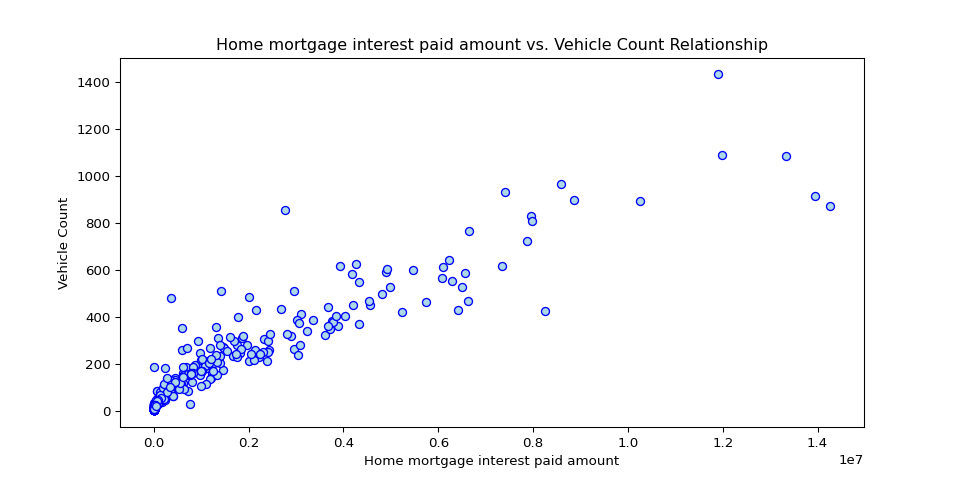 Home mortgage interest paid amount vs. Vehicle Count Relationship
1400
1200
1000
800
600
400
200
0
Vehicle Count
0.0 0.2 0.4 0.6 0.8 1.0 1.2 1.4
1e7
Home mortgage interest paid amount